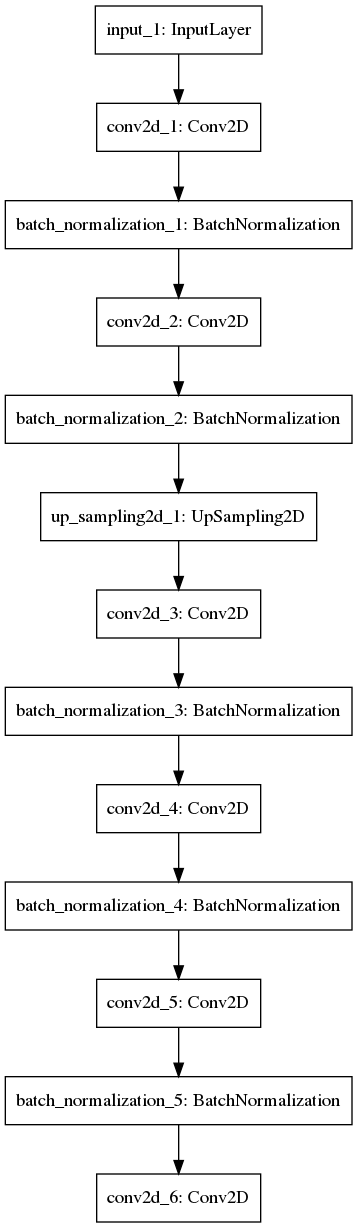 input_1: InputLayer
conv2d_1: Conv2D
batch_normalization_1: BatchNormalization
conv2d_2: Conv2D
batch_normalization_2: BatchNormalization
up_sampling2d_1: UpSampling2D
conv2d_3: Conv2D
batch_normalization_3: BatchNormalization
conv2d_4: Conv2D
batch_normalization_4: BatchNormalization
conv2d_5: Conv2D
batch_normalization_5: BatchNormalization
conv2d_6: Conv2D